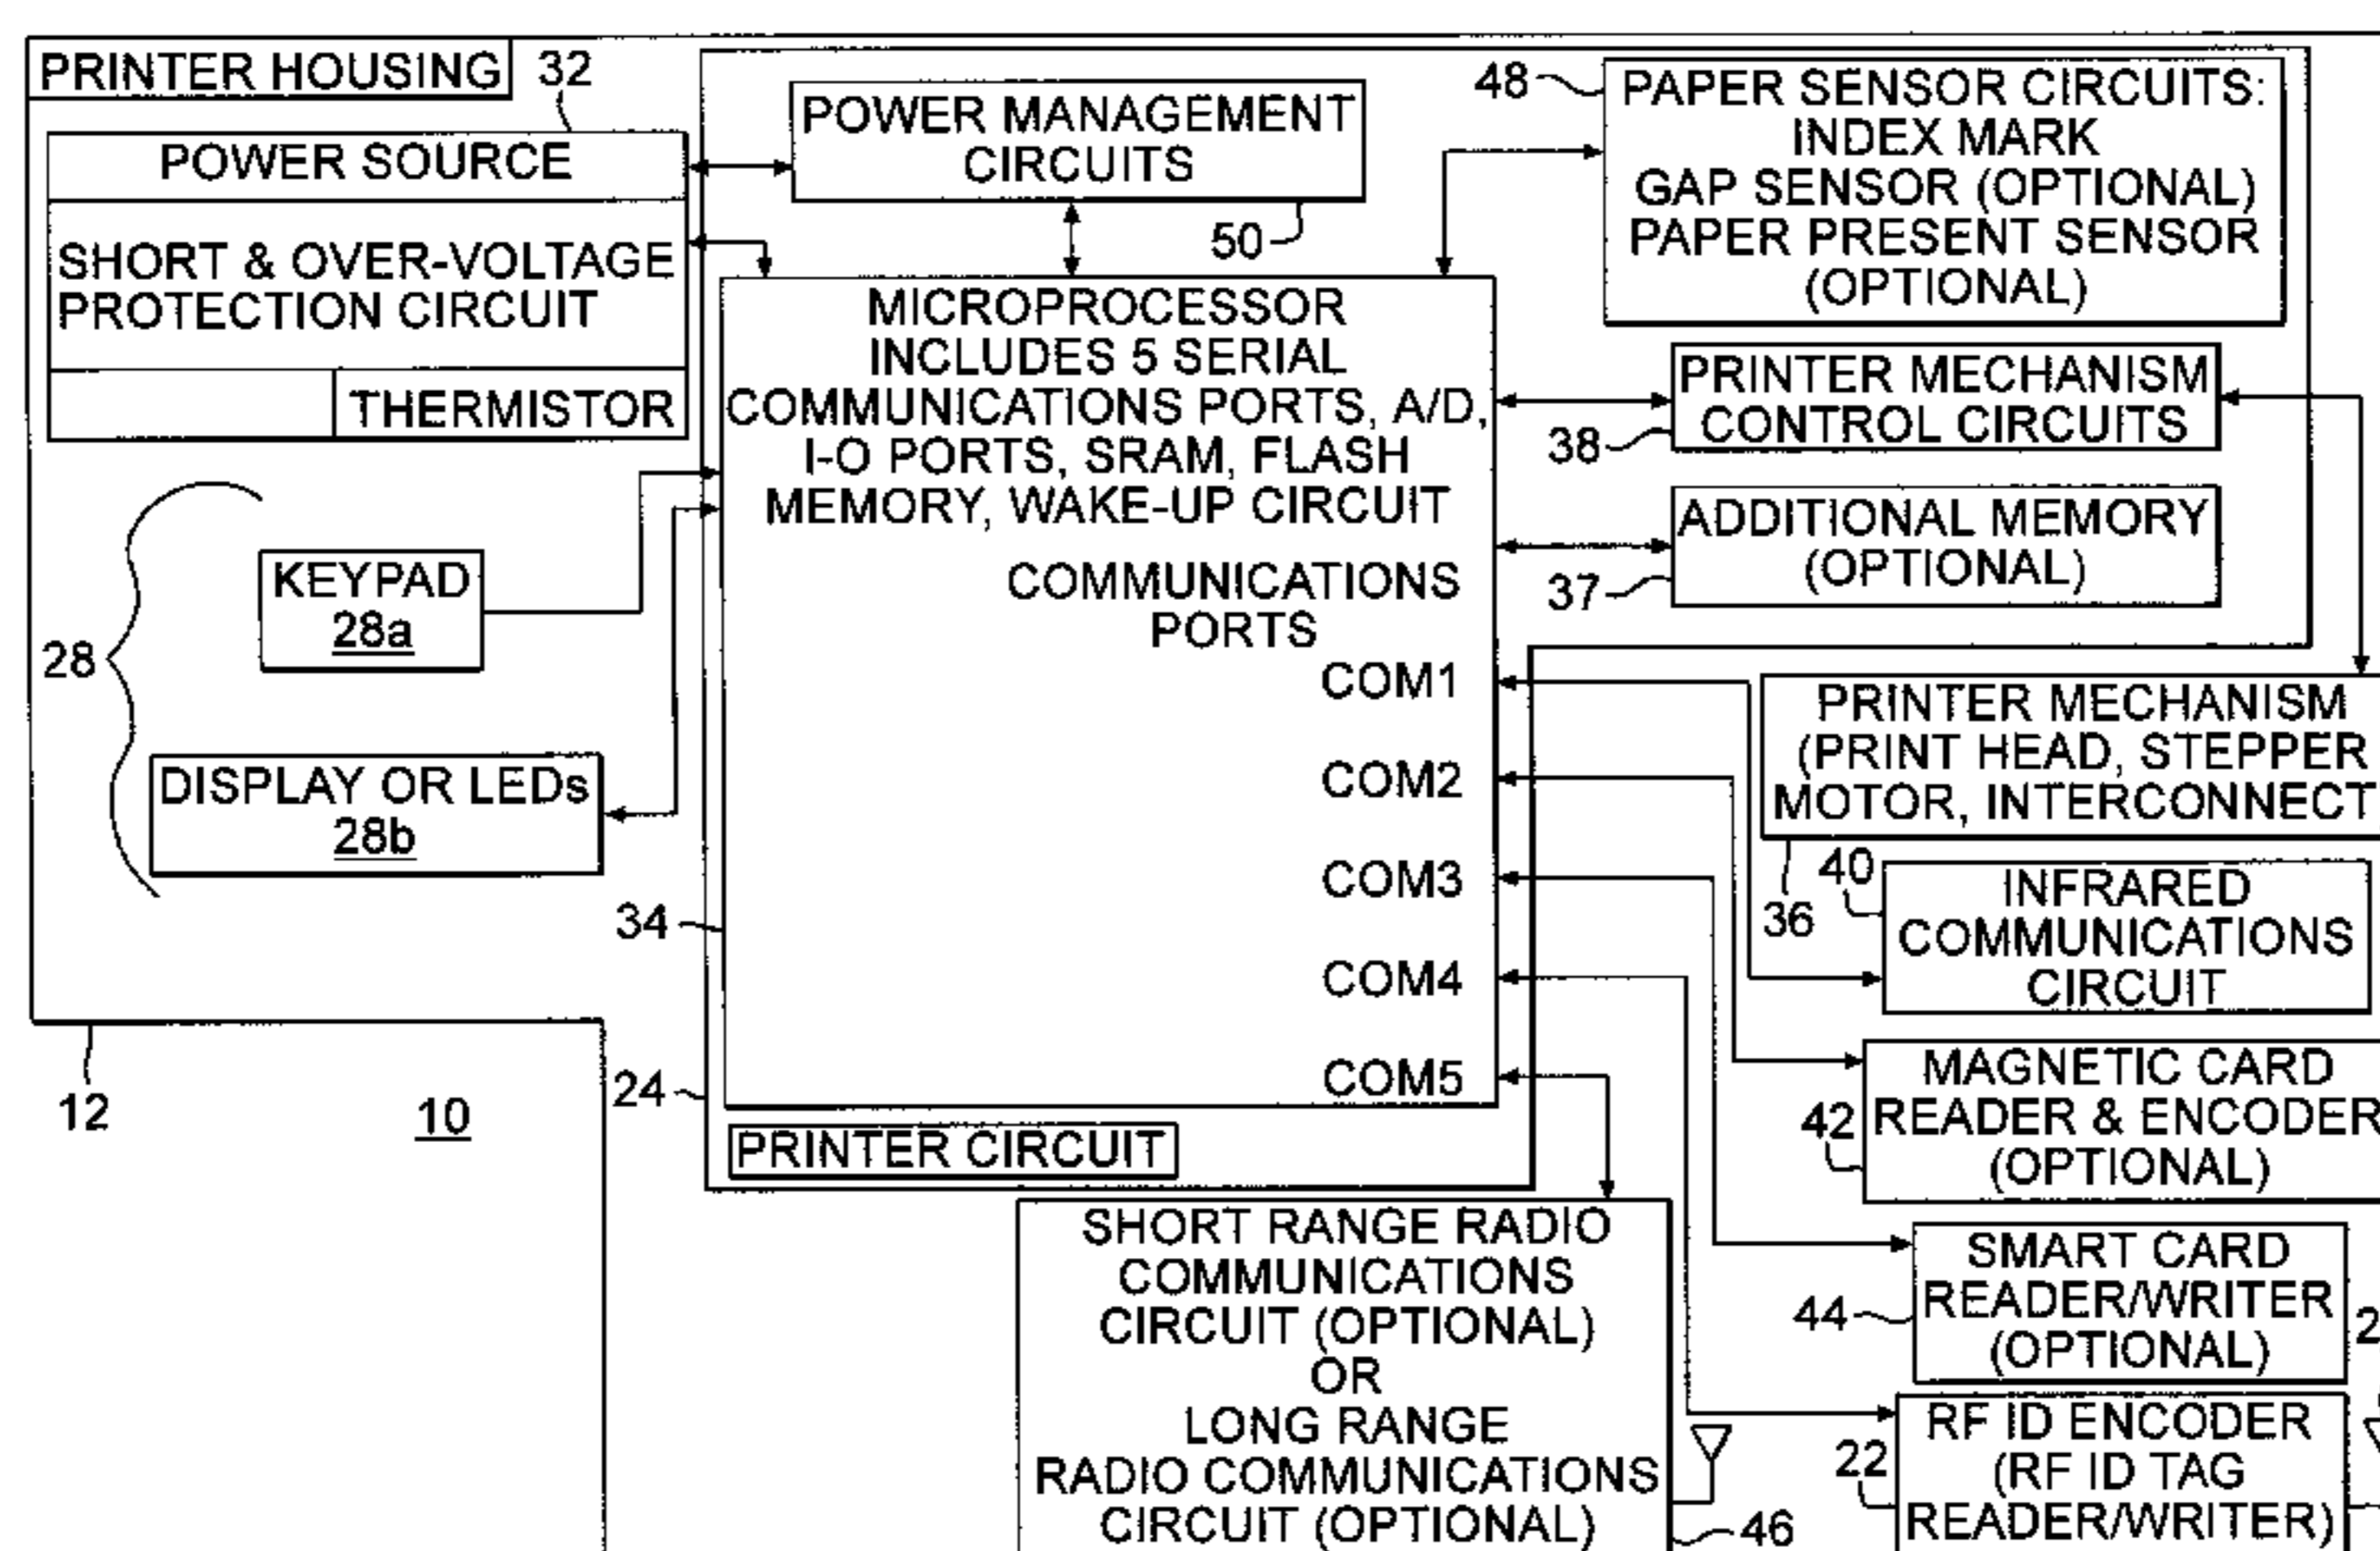 PRINTER HOUSING
32
POWER SOURCE
SHORT & OVER-VOLTAGE
PROTECTION CIRCUIT
THERMISTOR
POWER MANAGEMENT
CIRCUITS
50
48
PAPER SENSOR CIRCUITS:
INDEX MARK
GAP SENSOR (OPTIONAL)
PAPER PRESENT SENSOR
(OPTIONAL)
MICROPROCESSOR
INCLUDES 5 SERIAL
COMMUNICATIONS PORTS, A/D,
I-O PORTS, SRAM, FLASH
MEMORY, WAKE-UP CIRCUIT
COMMUNICATIONS
PORTS
COM1
COM2
COM3
COM4
COM5
PRINTER MECHANISM
CONTROL CIRCUITS
38
ADDITIONAL MEMORY
(OPTIONAL)
37
28
KEYPAD
28a
DISPLAY OR LEDs
28b
34
PRINTER MECHANISM
(PRINT HEAD, STEPPER
MOTOR, INTERCONNECT
36
40
INFRARED
COMMUNICATIONS
CIRCUIT
12
10
24
PRINTER CIRCUIT
MAGNETIC CARD
READER & ENCODER
(OPTIONAL)
42
SMART CARD
READER/WRITER
(OPTIONAL)
44
SHORT RANGE RADIO
COMMUNICATIONS
CIRCUIT (OPTIONAL)
OR
LONG RANGE
RADIO COMMUNICATIONS
CIRCUIT (OPTIONAL)
46
RF ID ENCODER
(RF ID TAG
READER/WRITER)
22